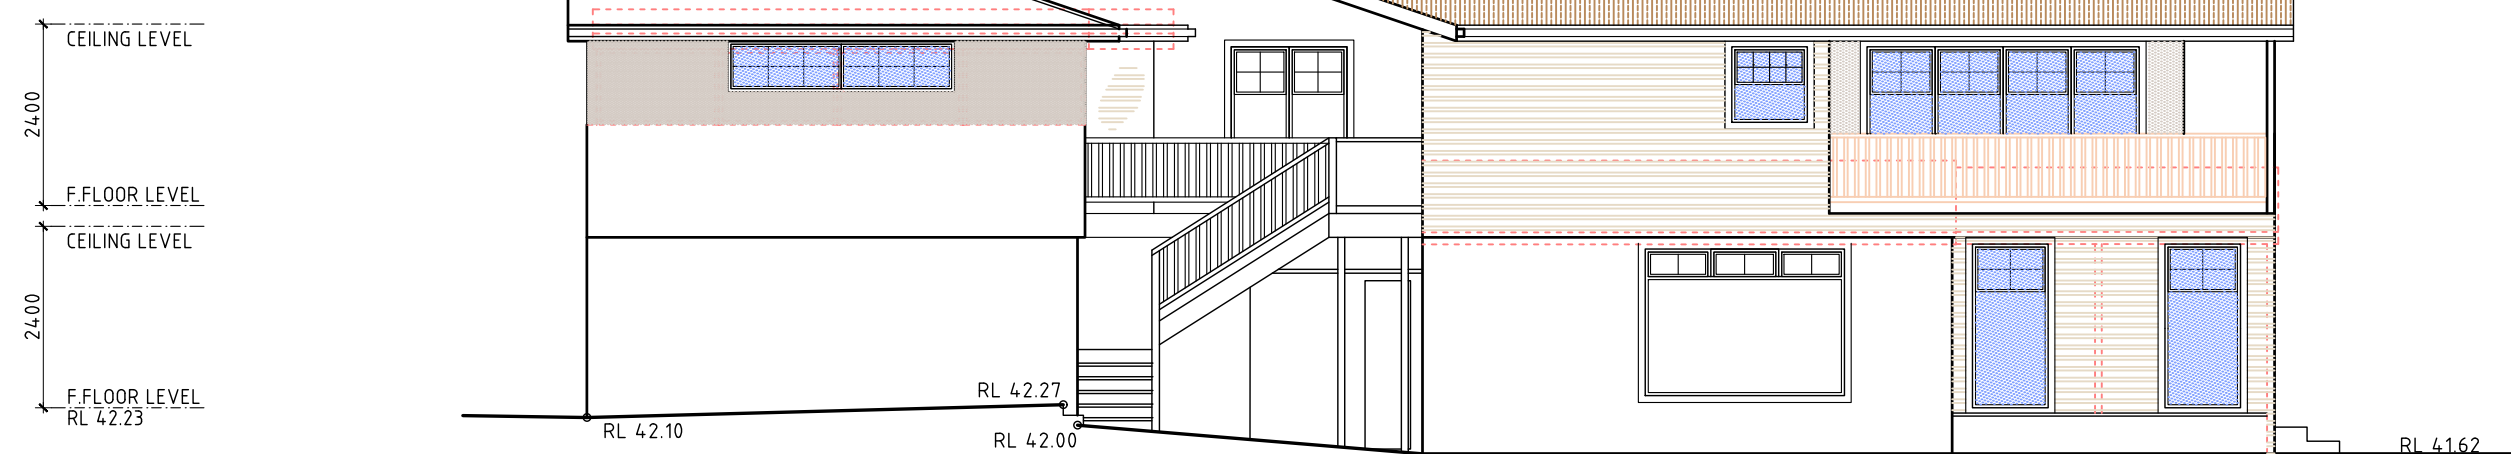 CEILING LEVEL
2400
F.FLOOR LEVEL
CEILING LEVEL
2400
F.FLOOR LEVEL
RL 42.23
RL 42.10
RL 42.27
RL 42.00
RL 41.62